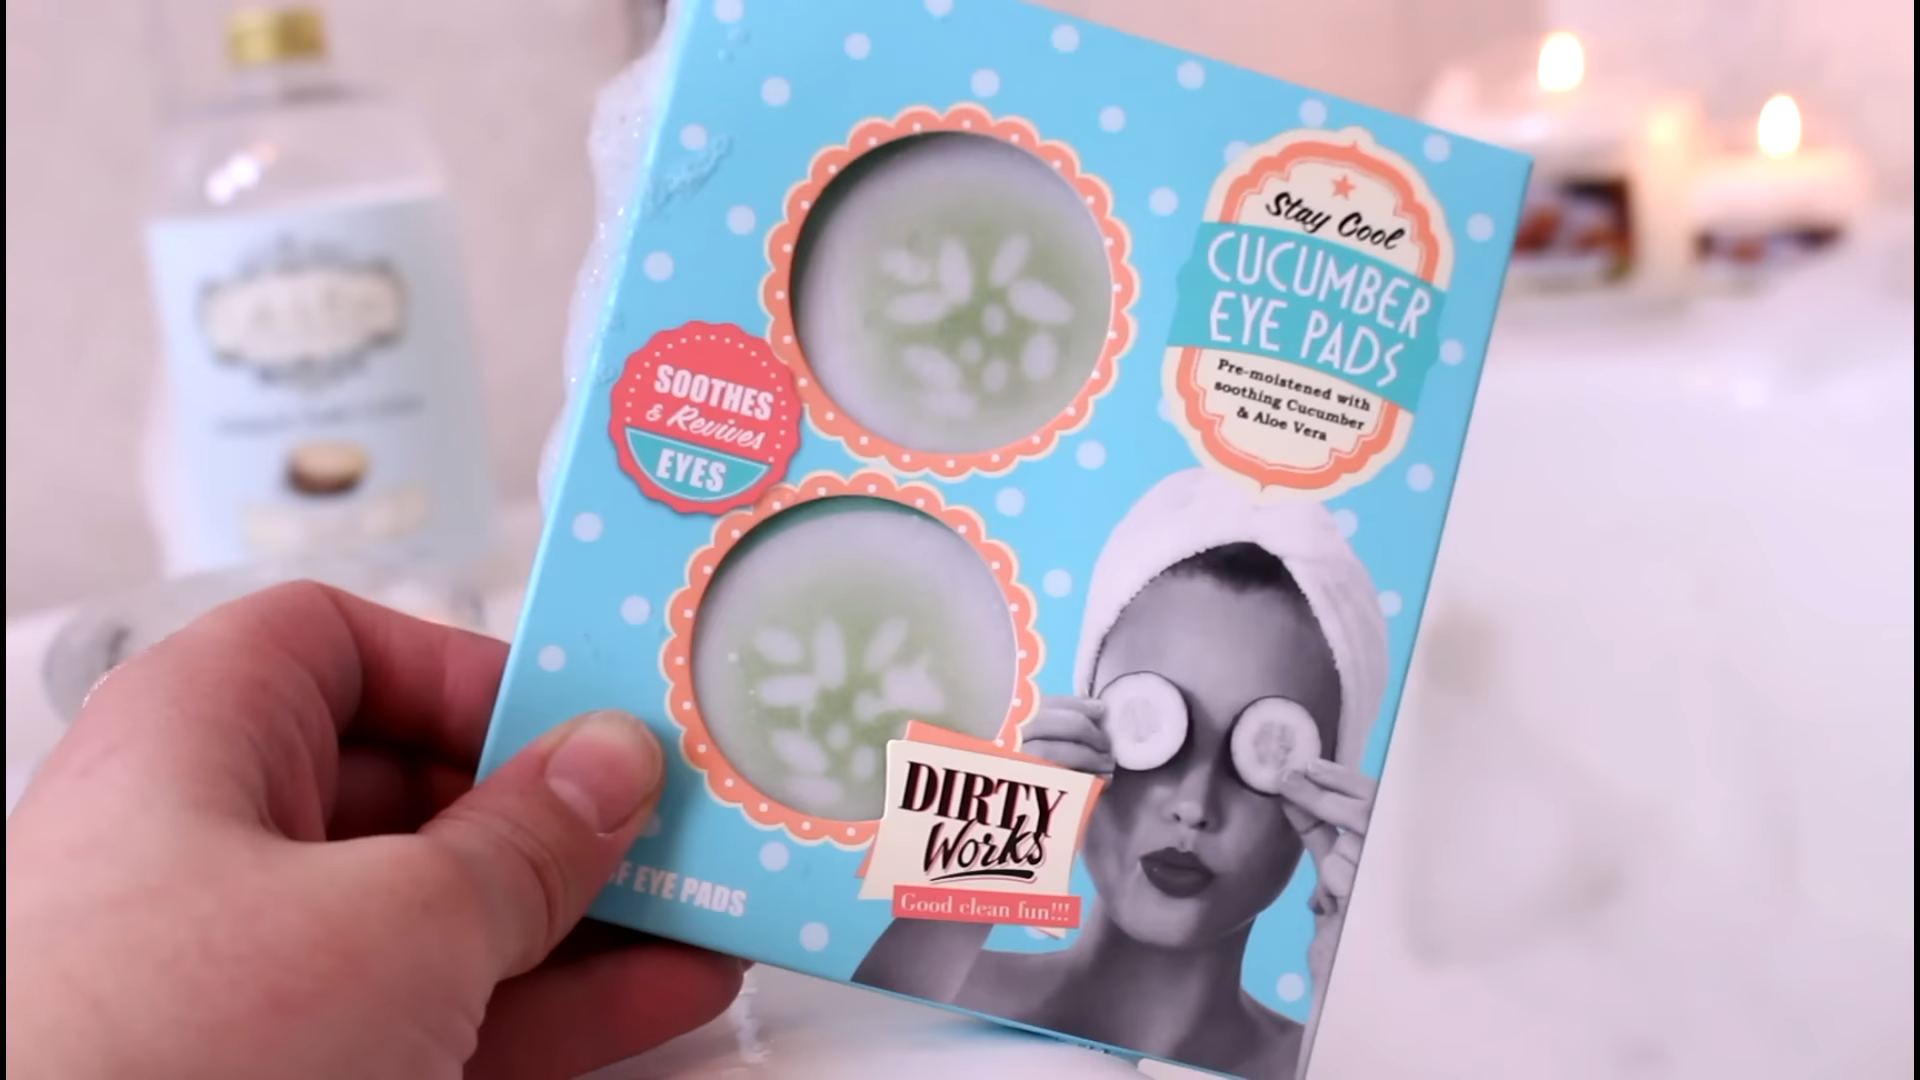 Stay Cool
CUCUMBER
EYE PADS
Pre-moistened with
soothing Cucumber
& Aloe Vera
SOOTHES
& Revives
EYES
DIRTY
Works
Good clean fun!!!
EYE PADS